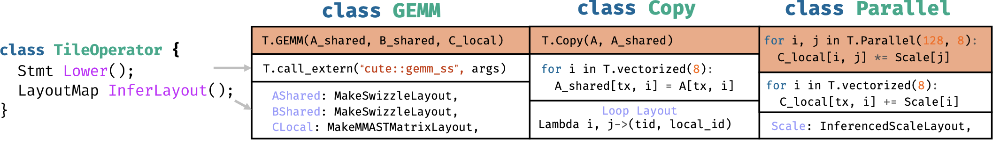 class GEMM
class Copy
class Parallel
class TileOperator {
Stmt Lower();
LayoutMap InferLayout();
}
T.GEMM(A_shared, B_shared, C_local)
T.call_extern(“cute::gemm_ss”, args)
AShared: MakeSwizzleLayout,
BShared: MakeSwizzleLayout,
CLocal: MakeMMASTMatrixLayout,
T.Copy(A, A_shared)
for i in T.vectorized(8):
A_shared[tx, i] = A[tx, i]
Loop Layout
Lambda i, j->(tid, local_id)
for i, j in T.Parallel(128, 8):
C_local[i, j] *= Scale[j]
for i in T.vectorized(8):
C_local[tx, i] += Scale[i]
Scale: InferencedScaleLayout,